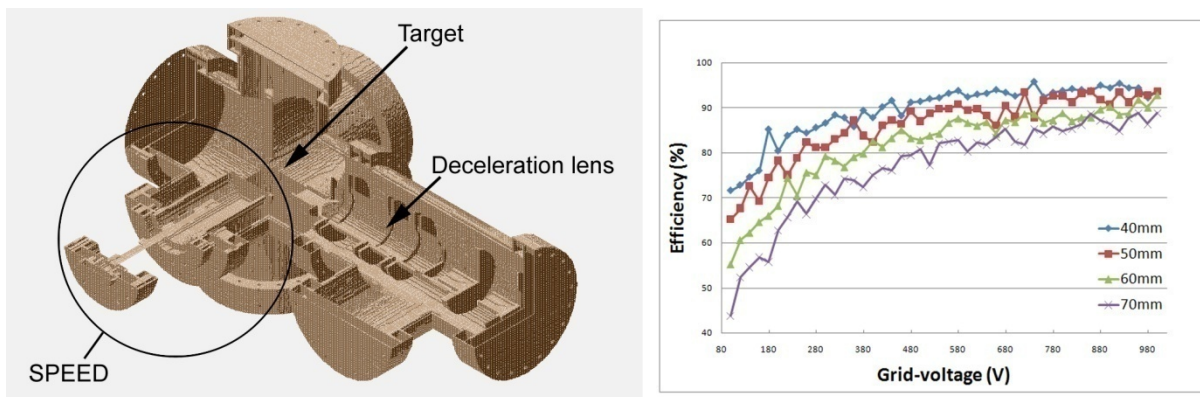 Target
Deceleration lens
SPEED
Efficiency (%)
100
90
80
70
60
50
40
80 180 280 380 480 580 680 780 880 980
Grid-voltage (V)
40mm
50mm
60mm
70mm